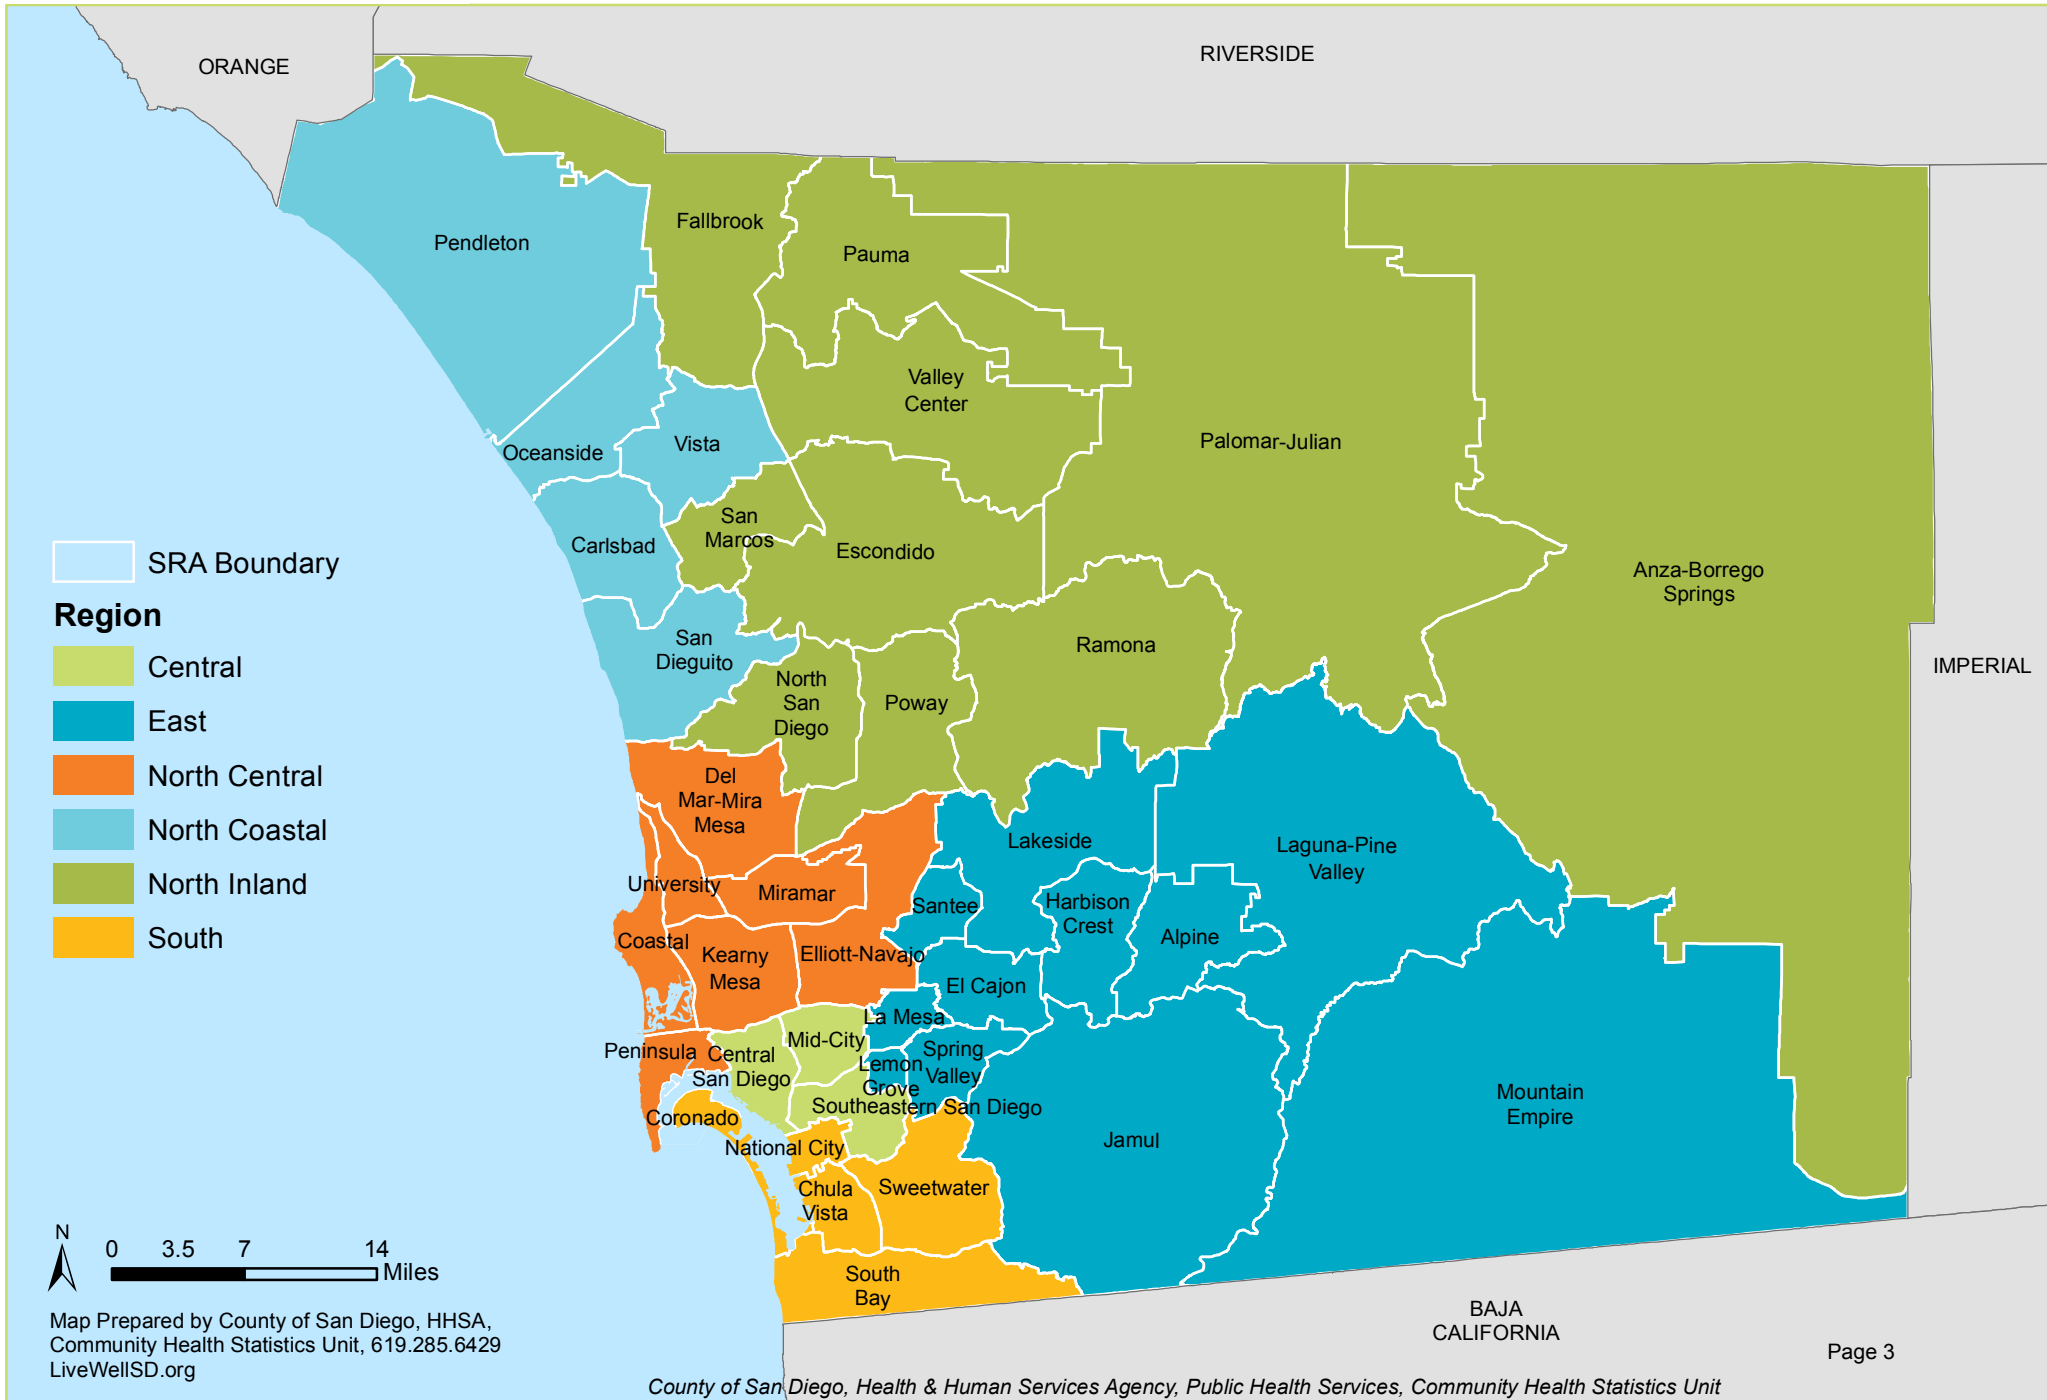 ORANGE
RIVERSIDE
Fallbrook
Pendleton
Pauma
Valley
Center
Palomar-Julian
Vista
Oceanside
San
Marcos
Carlsbad
Escondido
Anza-Borrego
Springs
San
Dieguito
Ramona
IMPERIAL
North
San
Diego
Poway
Del
Mar-Mira
Mesa
Lakeside
Laguna-Pine
Valley
University
Miramar
Santee
Harbison
Crest
Alpine
Coastal
Kearny
Mesa
Elliott-Navajo
El Cajon
La Mesa
Mid-City
Peninsula
Central
San Diego
Lemon
Grove
Spring
Valley
Southeastern San Diego
Mountain
Empire
Coronado
National City
Jamul
Chula
Vista
Sweetwater
South
Bay
BAJA
CALIFORNIA
SRA Boundary
Region
Central
East
North Central
North Coastal
North Inland
South
N
0 3.5 7 14
Miles
Map Prepared by County of San Diego, HHSA,
Community Health Statistics Unit, 619.285.6429
LiveWellSD.org
Page 3
County of San Diego, Health & Human Services Agency, Public Health Services, Community Health Statistics Unit